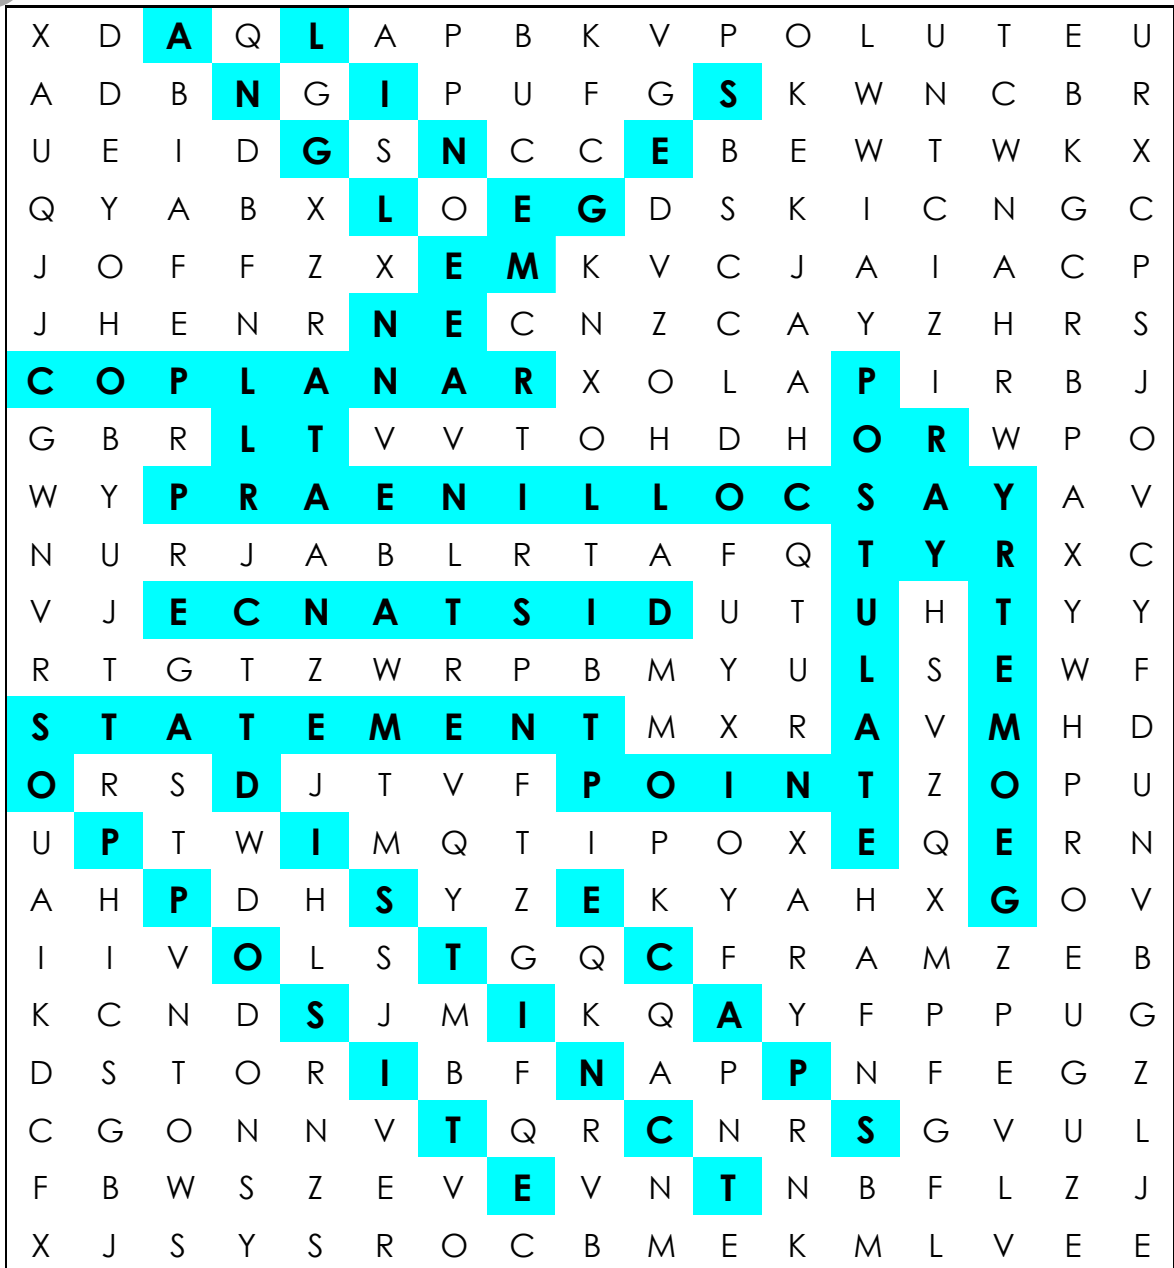 X D A Q L A P B K V P O L U T E U
A D B N G I P U F G S K W N C B R
U E I D G S N C C E B E W T W K X
Q Y A B X L O E G D S K I C N G C
J O F F Z X E M K V C J A I A C P
J H E N R N E C N Z C A Y Z H R S
C O P L A N A R X O L A P I R B J
G B R L T V V T O H D H O R W P O
W Y P R A E N I L L O C S A Y A V
N U R J A B L R T A F Q T Y R X C
V J E C N A T S I D U T U H T Y Y
R T G T Z W R P B M Y U L S E W F
S T A T E M E N T M X R A V M H D
O R S D J T V F P O I N T Z O P U
U P T W I M Q T I P O X E Q E R N
A H P D H S Y Z E K Y A H X G O V
I I V O L S T G Q C F R A M Z E B
K C N D S J M I K Q A Y F P P U G
D S T O R I B F N A P P N F E G Z
C G O N N V T Q R C N R S G V U L
F B W S Z E V E V N T N B F L Z J
X J S Y S R O C B M E K M L V E E